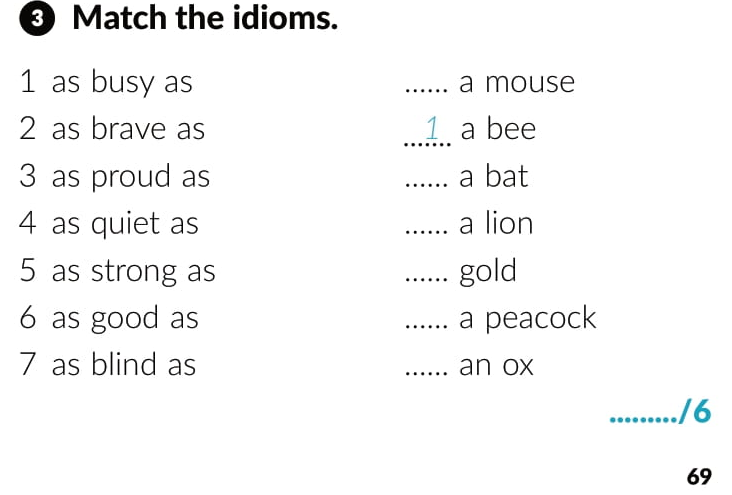 3 Match the idioms.
1 as busy as ...... a mouse
2 as brave as ...1... a bee
3 as proud as ...... a bat
4 as quiet as ...... a lion
5 as strong as ...... gold
6 as good as ...... a peacock
7 as blind as ...... an ox
........../6
69